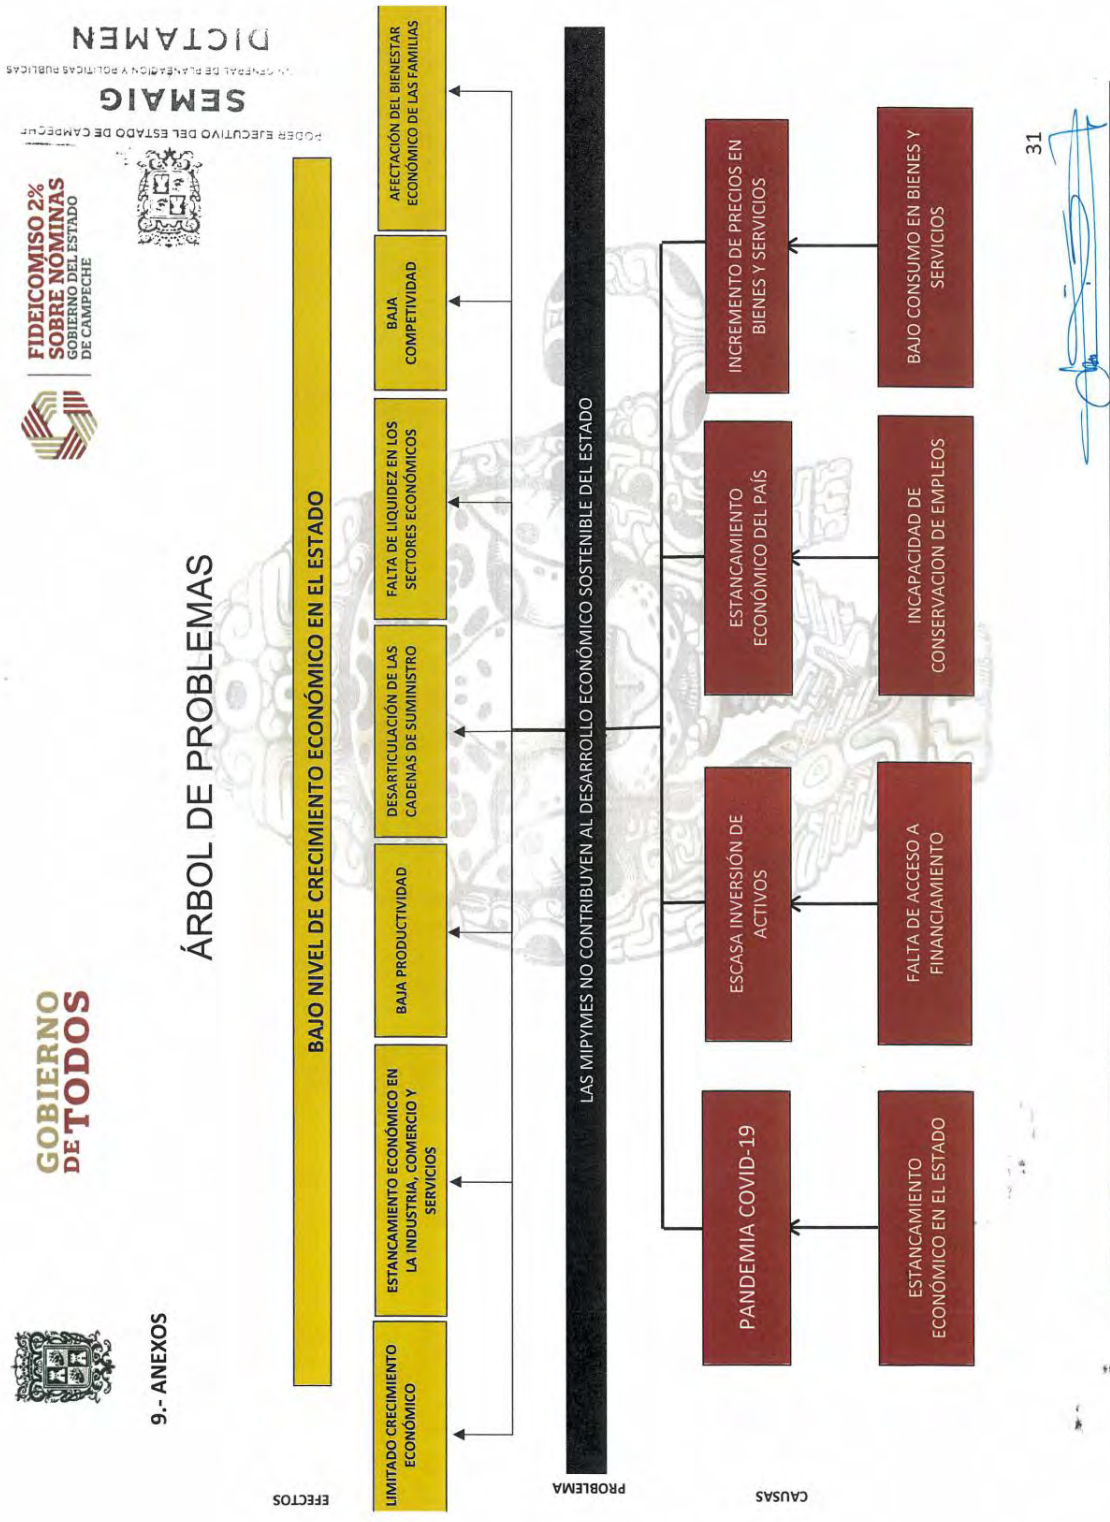 GOBIERNO
DE TODOS
FIDEICOMISO 2%
SOBRE NÓMINAS
GOBIERNO DEL ESTADO
DE CAMPECHE
PODER EJECUTIVO DEL ESTADO DE CAMPECHE
SEMAIG
GENERAL DE PLANEACIÓN Y POLITICAS PUBLICAS
DICTAMEN
9.- ANEXOS
ÁRBOL DE PROBLEMAS
EFECTOS
BAJO NIVEL DE CRECIMIENTO ECONÓMICO EN EL ESTADO
LIMITADO CRECIMIENTO
ECONÓMICO
ESTANCAMIENTO ECONÓMICO EN
LA INDUSTRIA, COMERCIO Y
SERVICIOS
BAJA PRODUCTIVIDAD
DESARTICULACIÓN DE LAS
CADENAS DE SUMINISTRO
FALTA DE LIQUIDEZ EN LOS
SECTORES ECONÓMICOS
BAJA
COMPETIVIDAD
AFECTACIÓN DEL BIENESTAR
ECONÓMICO DE LAS FAMILIAS
PROBLEMA
LAS MIPYMES NO CONTRIBUYEN AL DESARROLLO ECONÓMICO SOSTENIBLE DEL ESTADO
CAUSAS
PANDEMIA COVID-19
ESCASA INVERSIÓN DE
ACTIVOS
ESTANCAMIENTO
ECONÓMICO DEL PAÍS
INCREMENTO DE PRECIOS EN
BIENES Y SERVICIOS
ESTANCAMIENTO
ECONÓMICO EN EL ESTADO
FALTA DE ACCESO A
FINANCIAMIENTO
INCAPACIDAD DE
CONSERVACION DE EMPLEOS
BAJO CONSUMO EN BIENES Y
SERVICIOS
31